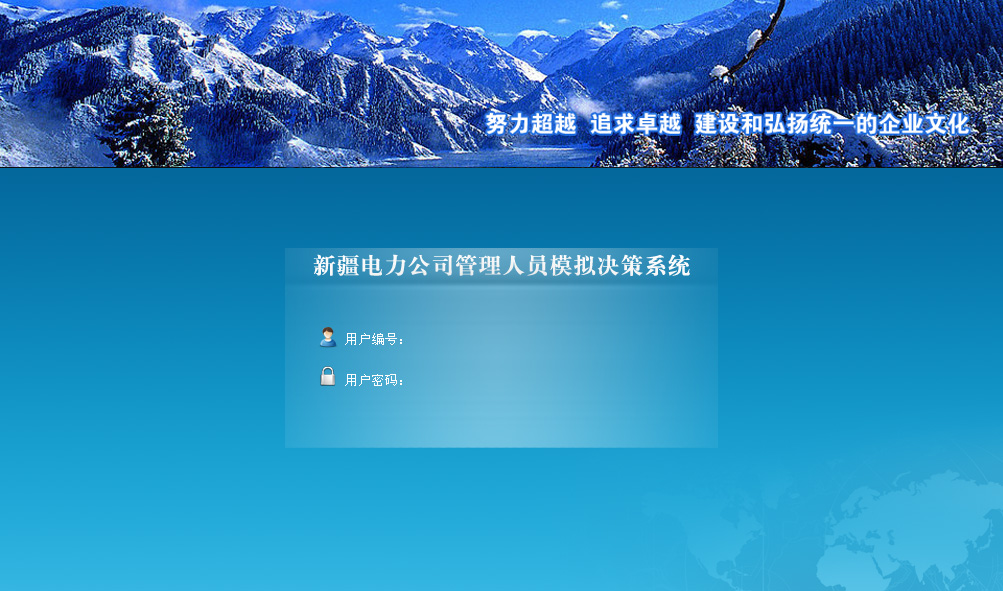 努力超越 追求卓越 建设和弘扬统一的企业文化
新疆电力公司管理人员模拟决策系统
用户编号:
用户密码: